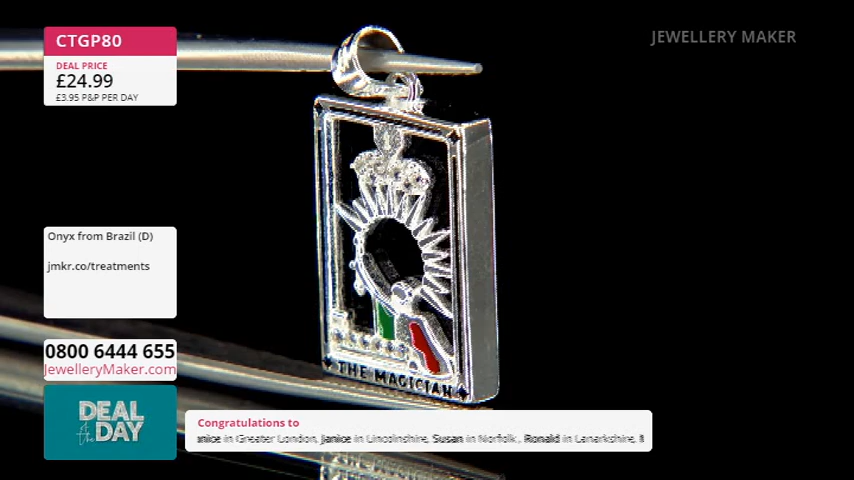 CTGP80
DEAL PRICE
£24.99
£3.95 P&P PER DAY
JEWELLERY MAKER
Onyx from Brazil (D)
jmkr.co/treatments
THE MAGICIAN
0800 6444 655
JewelleryMaker.com
DEAL
of the
DAY
Congratulations to
in Greater London, Janice in Lincolnshire, Susan in Norfolk , Ronald in Lanarkshire,